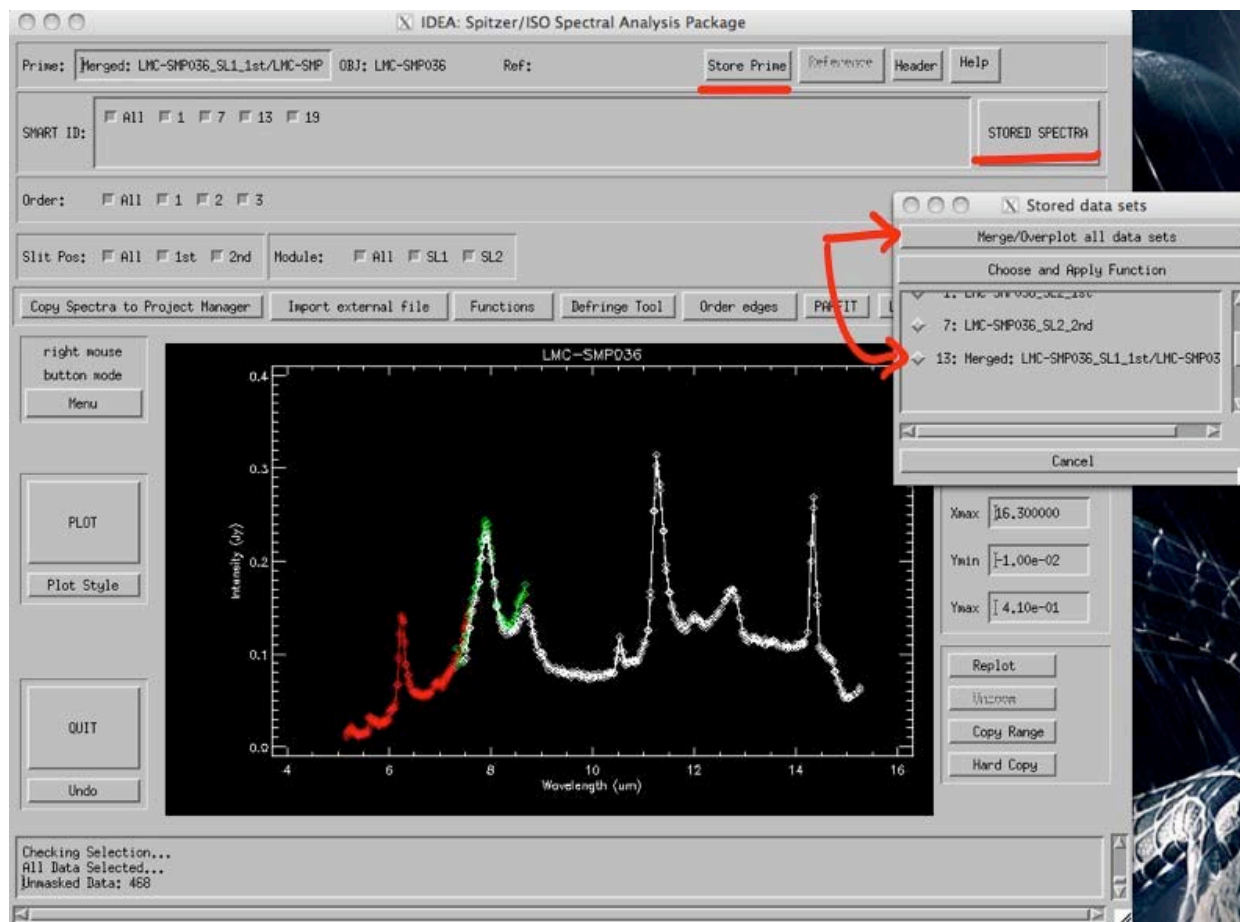 IDEA: Spitzer/ISO Spectral Analysis Package
Prime: Merged: LMC-SMP036_SL1_1st/LMC-SMP OBJ: LMC-SMP036 Ref: Store Prime Reference Header Help
SMART ID: All 1 7 13 19 STORED SPECTRA
Order: All 1 2 3
Slit Pos: All 1st 2nd Module: All SL1 SL2
Copy Spectra to Project Manager Import external file Functions Defringe Tool Order edges
Stored data sets
Merge/Overplot all data sets
Choose and Apply Function
1: LMC-SMP036_SL2_1st
7: LMC-SMP036_SL2_2nd
13: Merged: LMC-SMP036_SL1_1st/LMC-SMP03
Cancel
right mouse
button mode
Menu
PLOT
Plot Style
QUIT
Undo
LMC-SMP036
0.4
0.3
0.2
0.1
0.0
Intensity (Jy)
4 6 8 10 12 14 16
Wavelength (um)
Xmax 16.300000
Ymin -1.00e-02
Ymax 4.10e-01
Replot
Unzoom
Copy Range
Hard Copy
Checking Selection...
All Data Selected...
Unmasked Data: 468